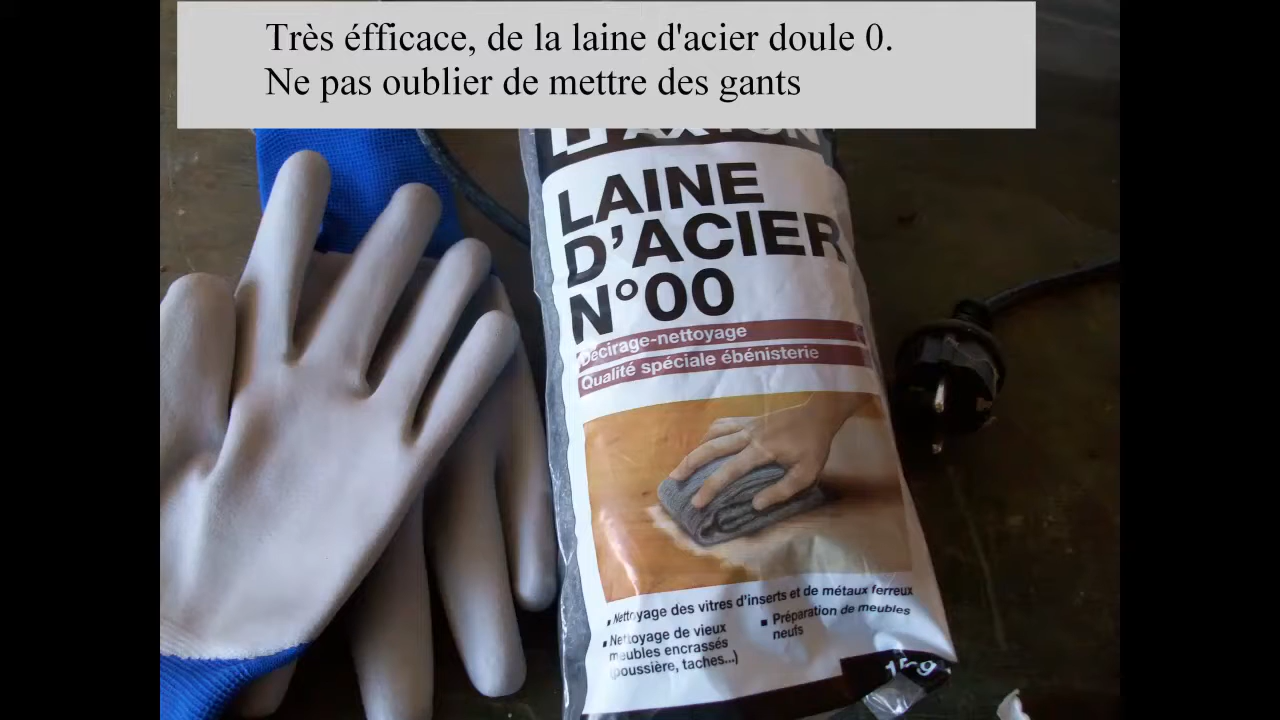 Très éfficace, de la laine d'acier doule 0.
Ne pas oublier de mettre des gants
AXTON
LAINE
D'ACIER
N°00
Décirage-nettoyage
Qualité spéciale ébénisterie
▪ Nettoyage des vitres d'inserts et de métaux ferreux
▪ Nettoyage de vieux
meubles encrassés
(poussière, taches...)
▪ Préparation de meubles
neufs